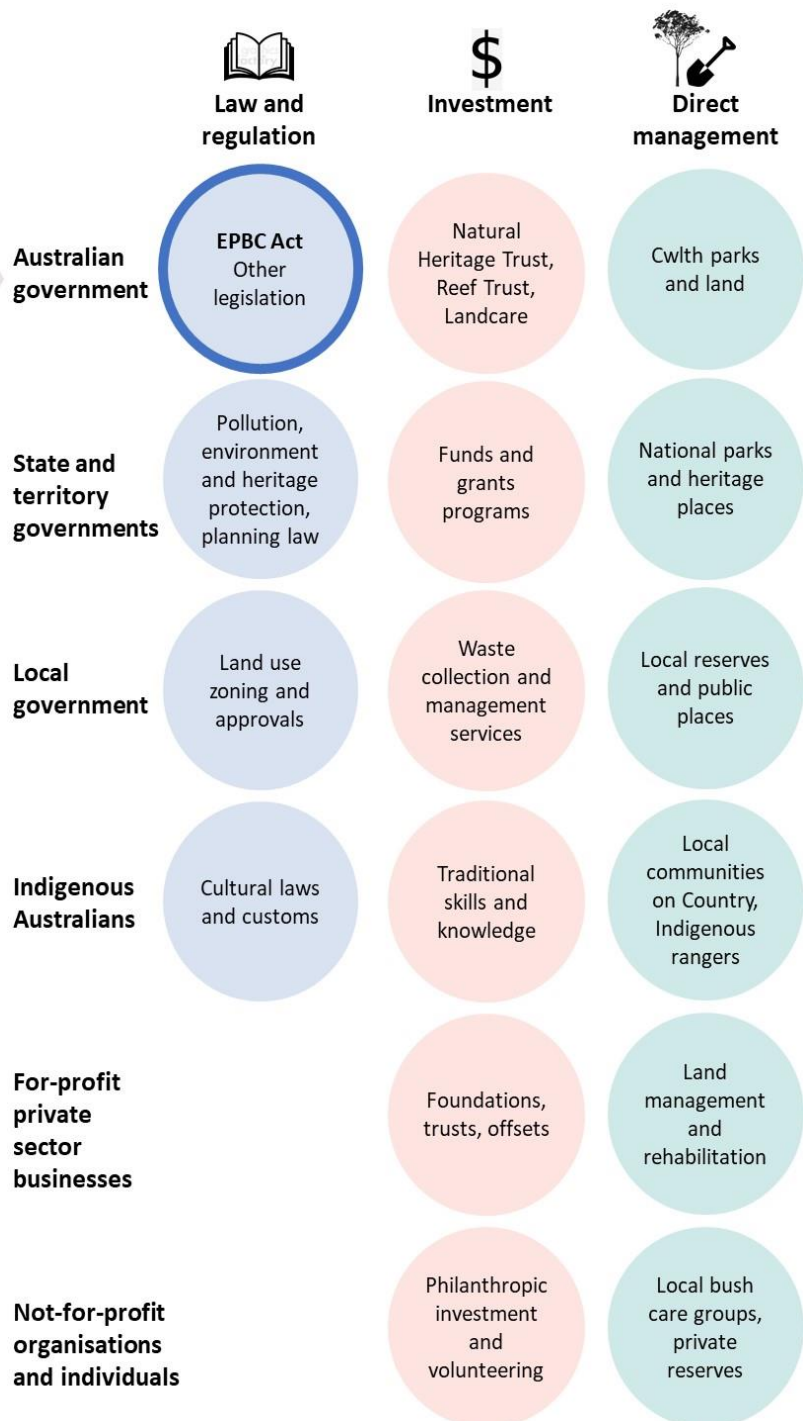 Law and
regulation
$
Investment
Direct
management
Australian
government
EPBC Act
Other
legislation
Natural
Heritage Trust,
Reef Trust,
Landcare
Cwlth parks
and land
State and
territory
governments
Pollution,
environment
and heritage
protection,
planning law
Funds and
grants
programs
National parks
and heritage
places
Local
government
Land use
zoning and
approvals
Waste
collection and
management
services
Local reserves
and public
places
Indigenous
Australians
Cultural laws
and customs
Traditional
skills and
knowledge
Local
communities
on Country,
Indigenous
rangers
For-profit
private
sector
businesses
Foundations,
trusts, offsets
Land
management
and
rehabilitation
Not-for-profit
organisations
and individuals
Philanthropic
investment
and
volunteering
Local bush
care groups,
private
reserves